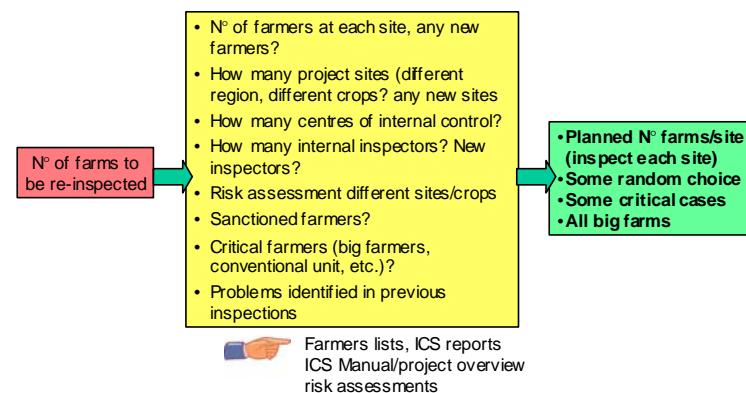 N° of farms to
be re-inspected
• N° of farmers at each site, any new
farmers?
• How many project sites (different
region, different crops? any new sites
• How many centres of internal control?
• How many internal inspectors? New
inspectors?
• Risk assessment different sites/crops
• Sanctioned farmers?
• Critical farmers (big farmers,
conventional unit, etc.)?
• Problems identified in previous
inspections
• Planned N° farms/site
(inspect each site)
• Some random choice
• Some critical cases
• All big farms
Farmers lists, ICS reports
ICS Manual/project overview
risk assessments